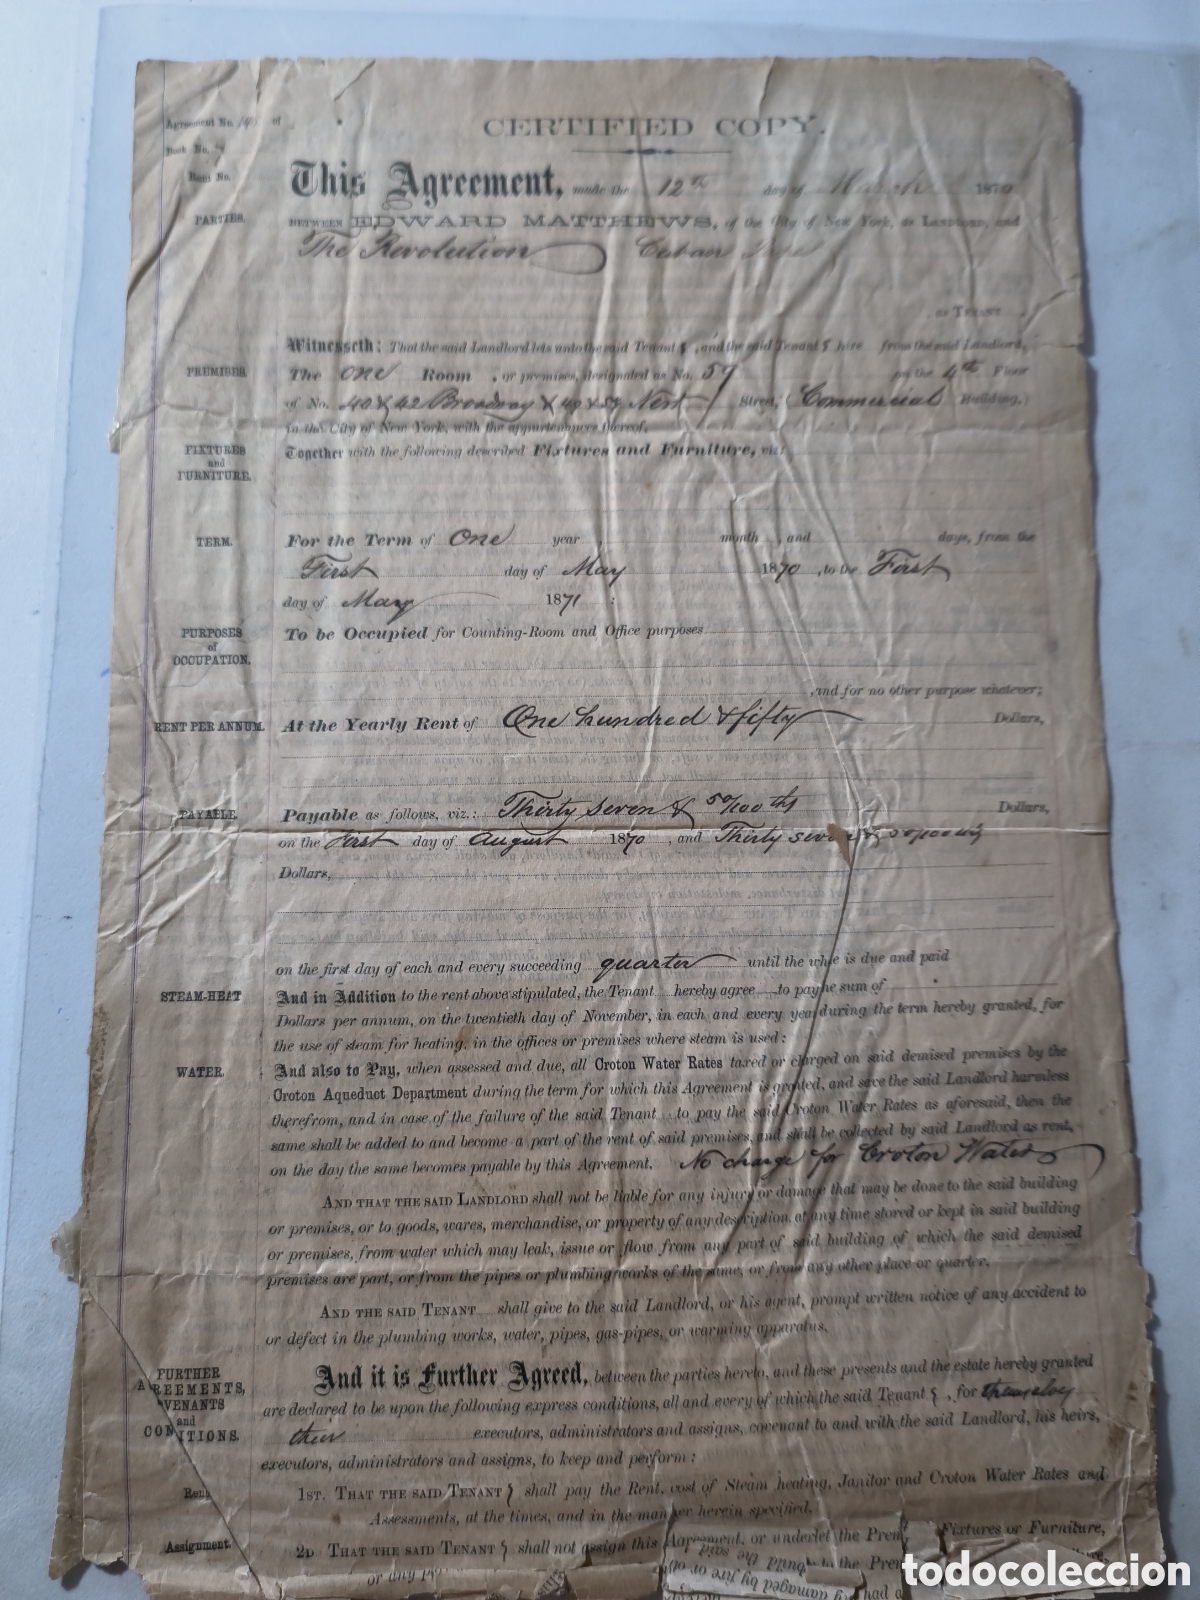 Agreement No. of
Book No.
Rent No.
CERTIFIED COPY.
This Agreement, made the 12th day of March 1870
PARTIES. BETWEEN EDWARD MATTHEWS, of the City of New York, as LANDLORD, and
The Revolution Cuban
as TENANT
Witnesseth: That the said Landlord lets unto the said Tenants, and the said Tenants hire from the said Landlord,
PREMISES. The one Room, or premises, designated as No. 57 on the 4th Floor
of No. 40 & 42 Broadway & Street, (Commercial Building,)
in the City of New York, with the appurtenances thereof,
FIXTURES and FURNITURE. Together with the following described Fixtures and Furniture, viz:
TERM. For the Term of One year month, and days, from the
First day of May 1870, to the First
day of May 1871:
PURPOSES of OCCUPATION. To be Occupied for Counting-Room and Office purposes
, and for no other purpose whatever;
RENT PER ANNUM. At the Yearly Rent of One hundred & fifty Dollars,
PAYABLE. Payable as follows, viz.: Thirty seven & 50/100ths Dollars,
on the First day of August 1870, and Thirty seven & 50/100ths
Dollars,
on the first day of each and every succeeding quarter until the whole is due and paid
STEAM-HEAT And in Addition to the rent above stipulated, the Tenant hereby agree to pay the sum of
Dollars per annum, on the twentieth day of November, in each and every year during the term hereby granted, for
the use of steam for heating, in the offices or premises where steam is used:
WATER. And also to Pay, when assessed and due, all Croton Water Rates taxed or charged on said demised premises by the
Croton Aqueduct Department during the term for which this Agreement is granted, and save the said Landlord harmless
therefrom, and in case of the failure of the said Tenant to pay the said Croton Water Rates as aforesaid, then the
same shall be added to and become a part of the rent of said premises, and shall be collected by said Landlord as rent,
on the day the same becomes payable by this Agreement. No charge for Croton Water
AND THAT THE SAID LANDLORD shall not be liable for any injury or damage that may be done to the said building
or premises, or to goods, wares, merchandise, or property of any description at any time stored or kept in said building
or premises, from water which may leak, issue or flow from any part of said building of which the said demised
premises are part, or from the pipes or plumbing works of the same, or from any other place or quarter.
AND THE SAID TENANT shall give to the said Landlord, or his agent, prompt written notice of any accident to
or defect in the plumbing works, water, pipes, gas-pipes, or warming apparatus.
FURTHER AGREEMENTS, VENANTS and CONDITIONS. And it is Further Agreed, between the parties hereto, and these presents and the estate hereby granted
are declared to be upon the following express conditions, all and every of which the said Tenants, for themselves
their executors, administrators and assigns, covenant to and with the said Landlord, his heirs,
executors, administrators and assigns, to keep and perform:
Rent 1ST. THAT THE SAID TENANTs shall pay the Rent, cost of Steam heating, Janitor and Croton Water Rates and
Assessments, at the times, and in the manner herein specified.
Assignment. 2D THAT THE SAID TENANTs shall not assign this Agreement, or underlet the Prem Fixtures or Furniture,
or any to the Prem
damaged by fire or
build the said
had a
todocoleccion